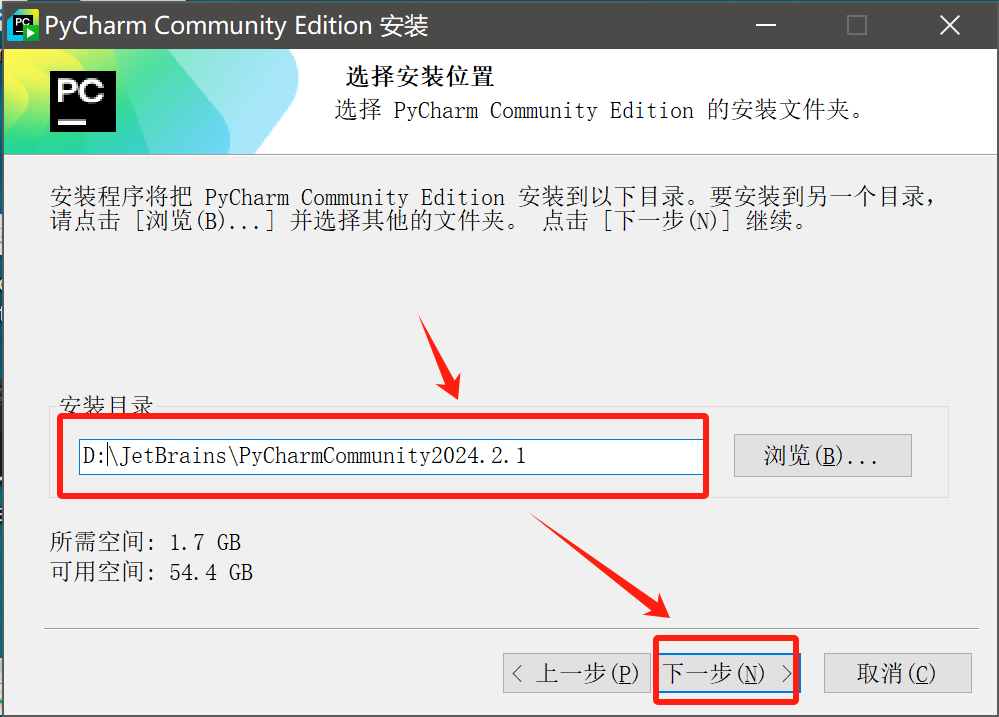 PC
PyCharm Community Edition 安装
PC
选择安装位置
选择 PyCharm Community Edition 的安装文件夹。
安装程序将把 PyCharm Community Edition 安装到以下目录。要安装到另一个目录，
请点击 [浏览(B)...] 并选择其他的文件夹。 点击 [下一步(N)] 继续。
安装目录
D:\JetBrains\PyCharmCommunity2024.2.1
浏览(B)...
所需空间: 1.7 GB
可用空间: 54.4 GB
< 上一步(P)
下一步(N) >
取消(C)